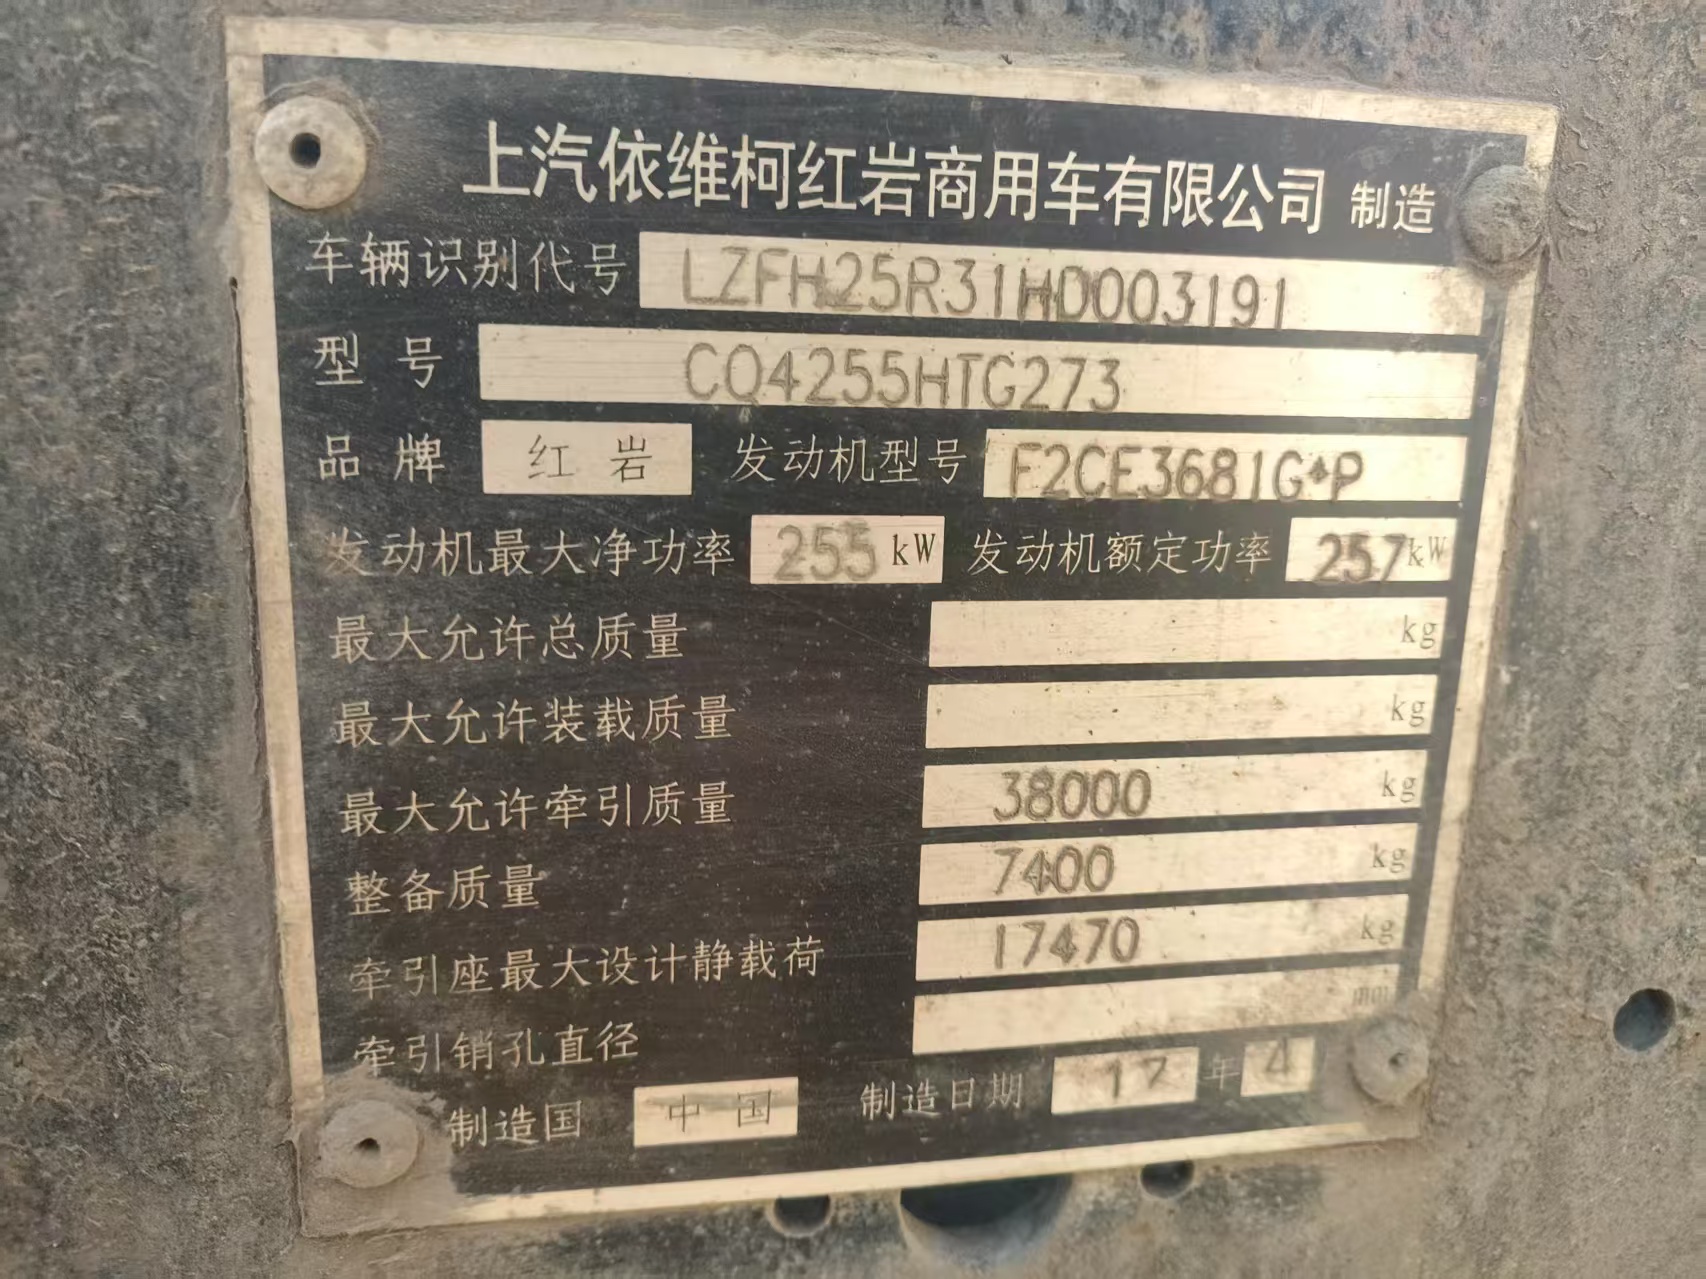 上汽依维柯红岩商用车有限公司 制造
车辆识别代号 LZFH25R31HD003191
型号 CQ4255HTG273
品牌 红岩 发动机型号 F2CE3681G*P
发动机最大净功率 255 kW 发动机额定功率 257 kW
最大允许总质量 kg
最大允许装载质量 kg
最大允许牵引质量 38000 kg
整备质量 7400 kg
牵引座最大设计静载荷 17470 kg
牵引销孔直径 mm
制造国 中国 制造日期 17 年 4